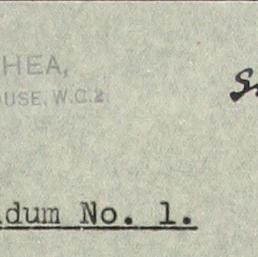 HEA,
OUSE, W.C.2.
dum No. 1.